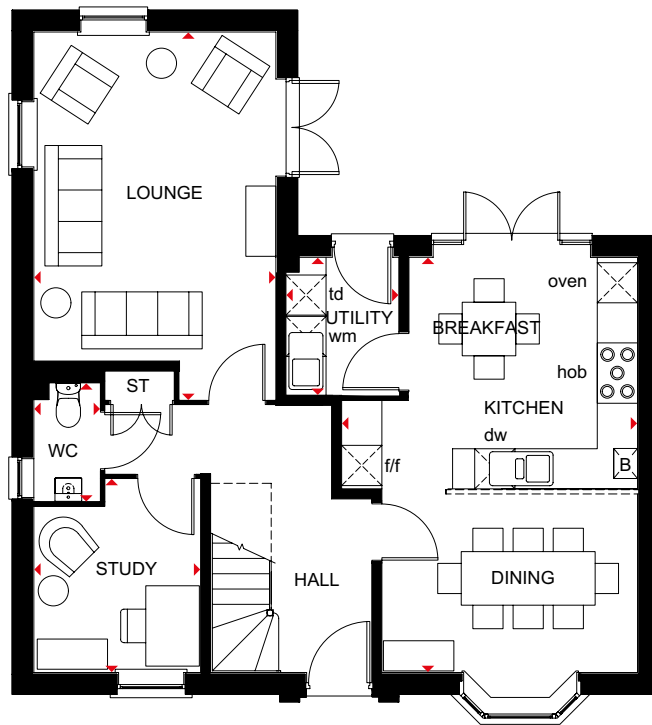 LOUNGE
td
UTILITY
wm
oven
BREAKFAST
hob
KITCHEN
dw
ST
WC
f/f
B
STUDY
HALL
DINING